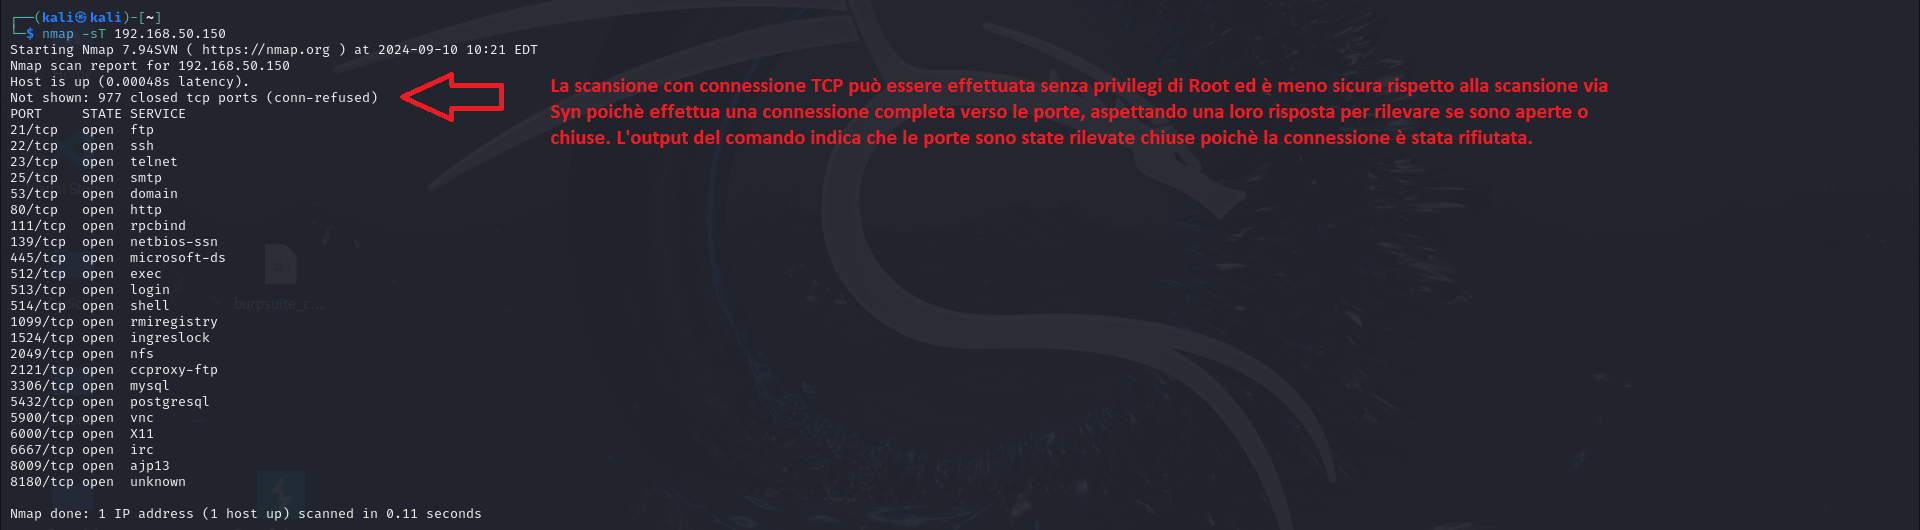 ┌──(kali㉿kali)-[~]
└─$ nmap -sT 192.168.50.150
Starting Nmap 7.94SVN ( https://nmap.org ) at 2024-09-10 10:21 EDT
Nmap scan report for 192.168.50.150
Host is up (0.00048s latency).
Not shown: 977 closed tcp ports (conn-refused)
PORT     STATE SERVICE
21/tcp   open  ftp
22/tcp   open  ssh
23/tcp   open  telnet
25/tcp   open  smtp
53/tcp   open  domain
80/tcp   open  http
111/tcp  open  rpcbind
139/tcp  open  netbios-ssn
445/tcp  open  microsoft-ds
512/tcp  open  exec
513/tcp  open  login
514/tcp  open  shell
1099/tcp open  rmiregistry
1524/tcp open  ingreslock
2049/tcp open  nfs
2121/tcp open  ccproxy-ftp
3306/tcp open  mysql
5432/tcp open  postgresql
5900/tcp open  vnc
6000/tcp open  X11
6667/tcp open  irc
8009/tcp open  ajp13
8180/tcp open  unknown
Nmap done: 1 IP address (1 host up) scanned in 0.11 seconds
La scansione con connessione TCP può essere effettuata senza privilegi di Root ed è meno sicura rispetto alla scansione via
Syn poichè effettua una connessione completa verso le porte, aspettando una loro risposta per rilevare se sono aperte o
chiuse. L'output del comando indica che le porte sono state rilevate chiuse poichè la connessione è stata rifiutata.
burpsuite_c...